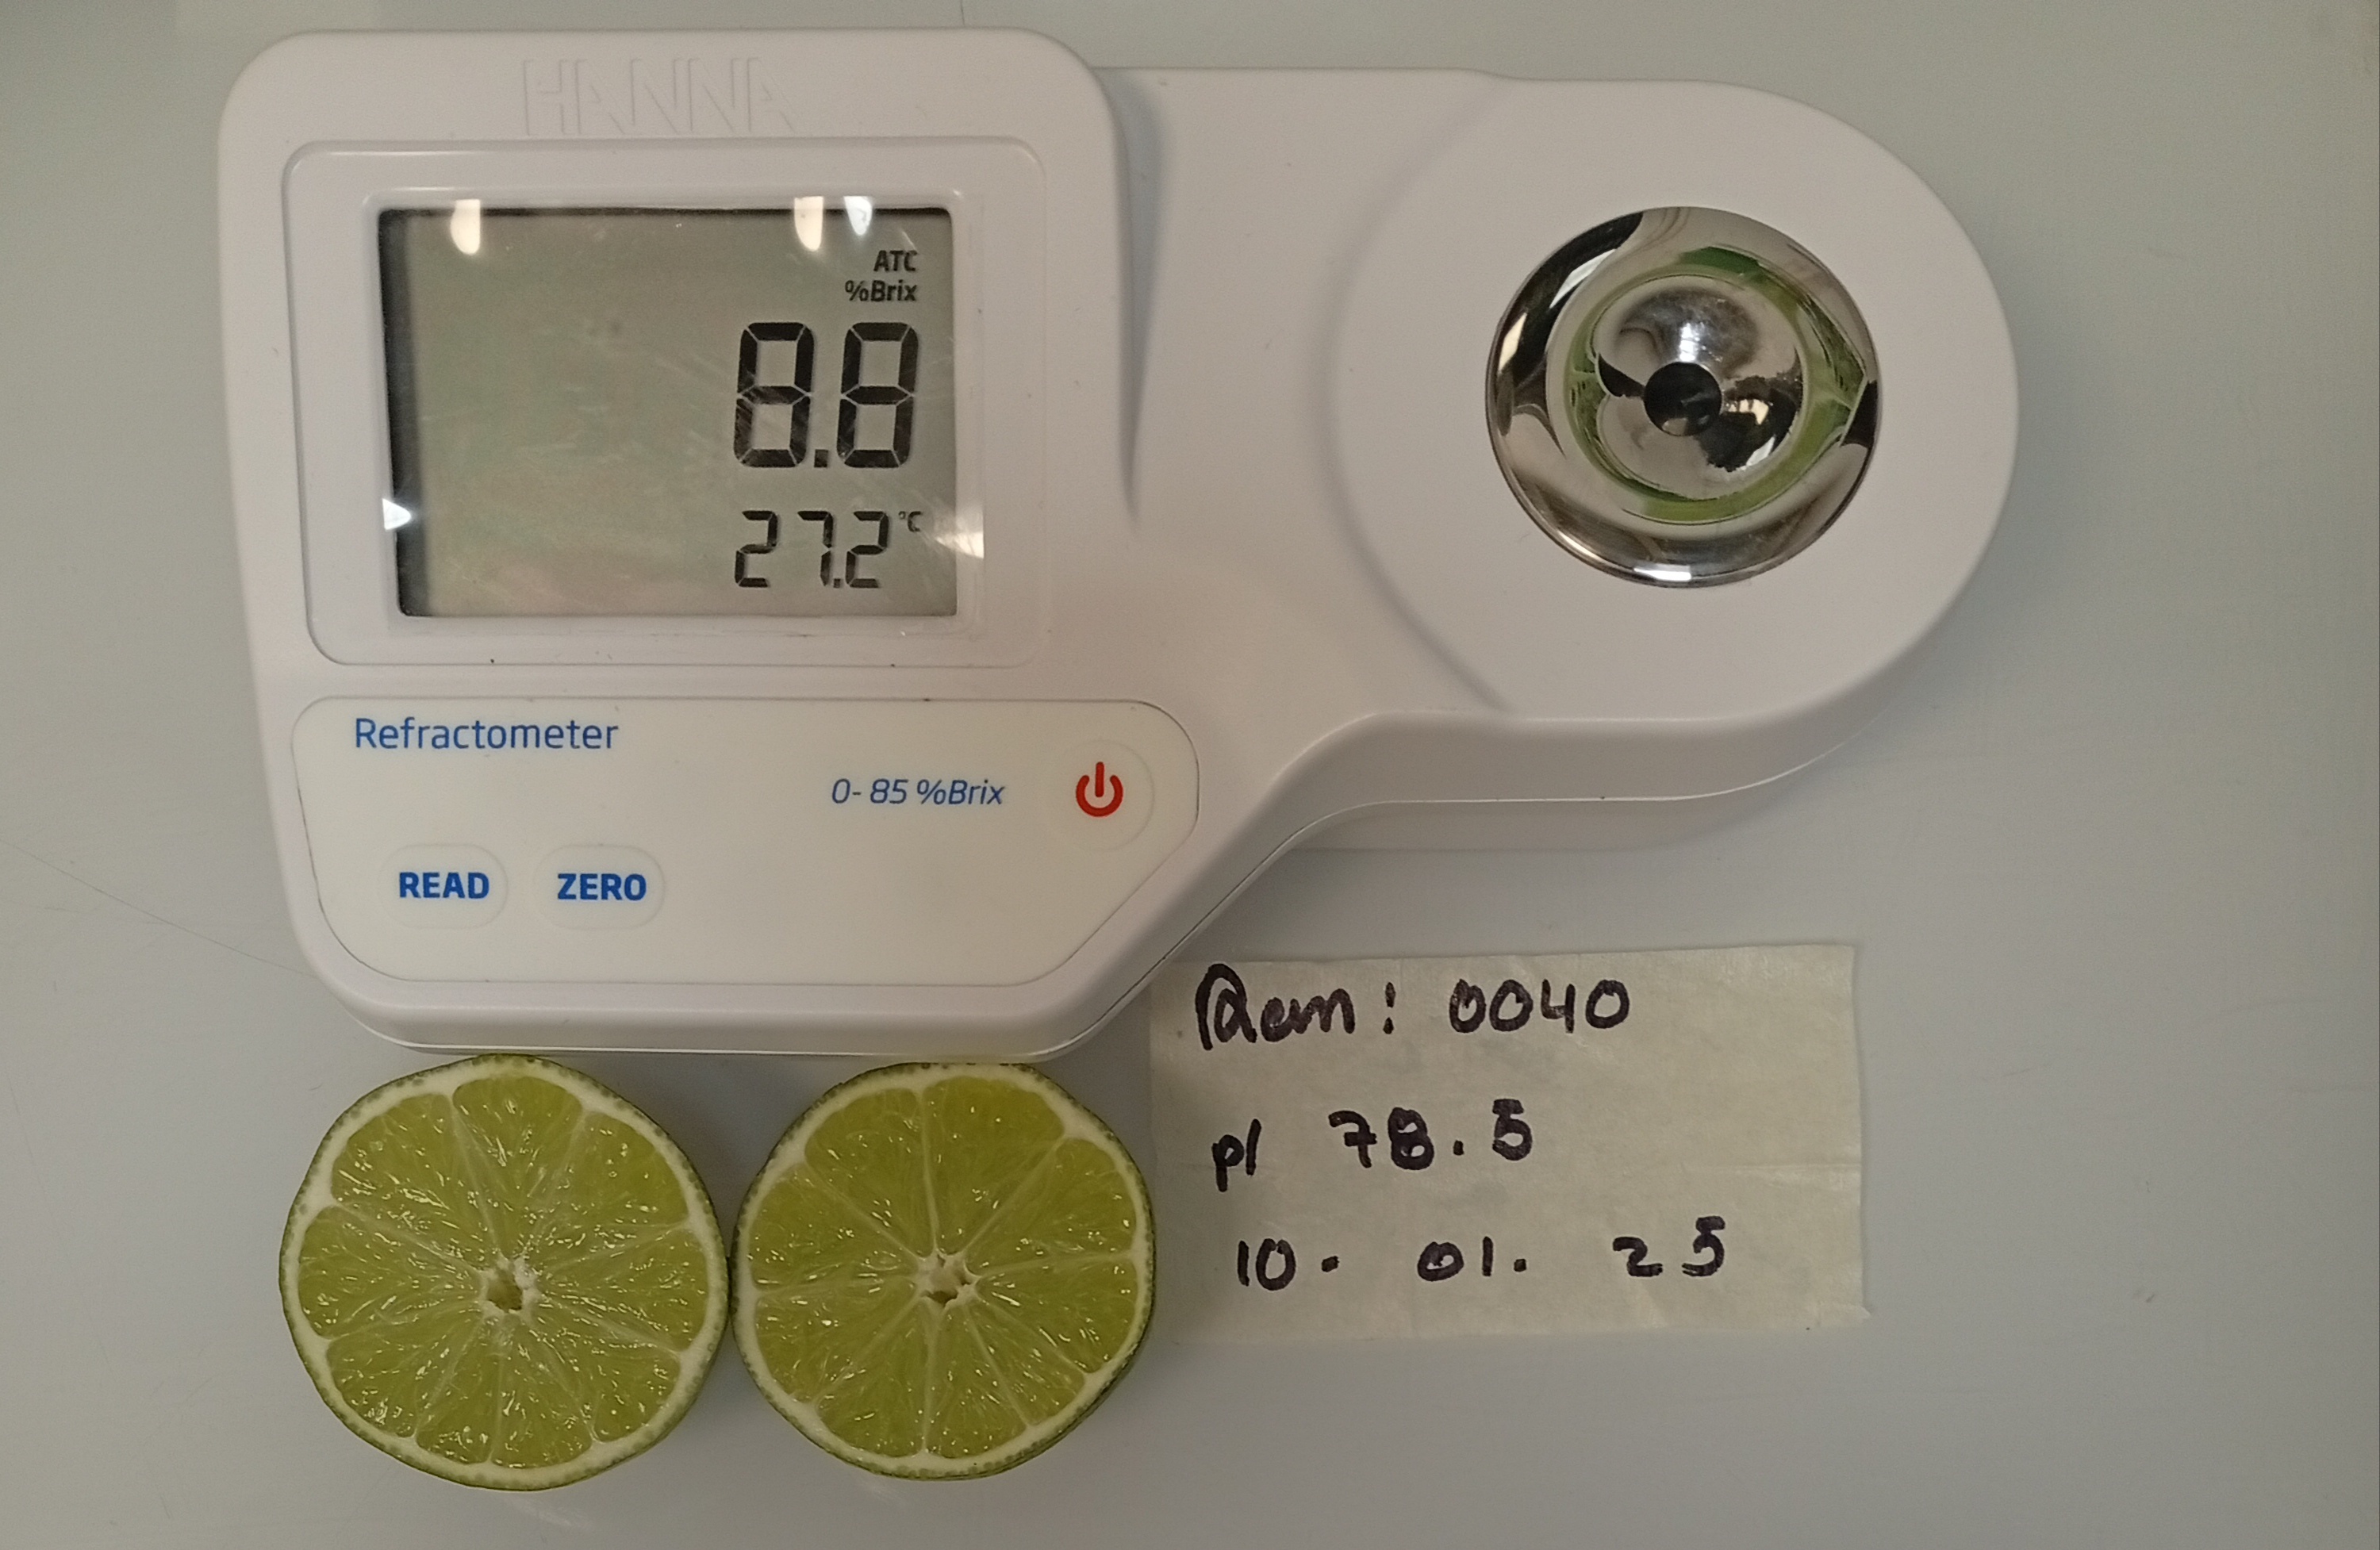 HANNA
ATC
%Brix
8.8
27.2 °C
Refractometer
0-85 %Brix
READ
ZERO
Rem: 0040
pl 78.5
10. 01. 25